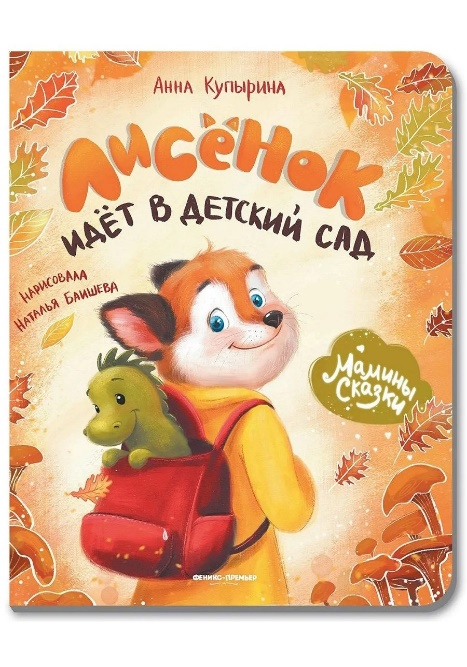 Анна Купырина
Лисёнок
идёт в детский сад
Нарисовала
Наталья Баишева
Мамины
Сказки
ФЕНИКС-ПРЕМЬЕР